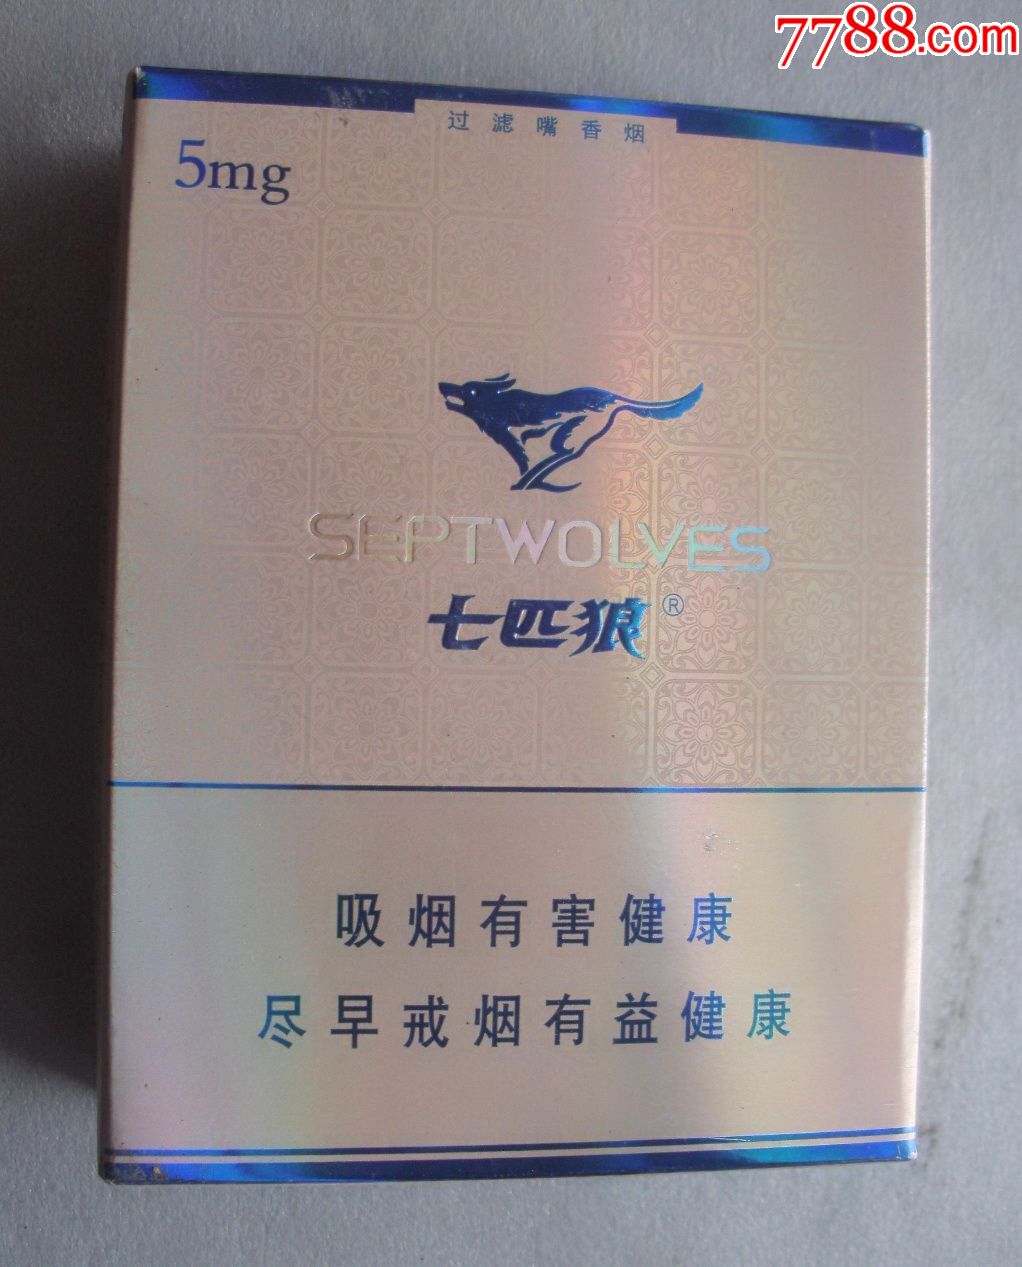 7788.com
过滤嘴香烟
5mg
SEPTWOLVES
七匹狼®
吸烟有害健康
尽早戒烟有益健康